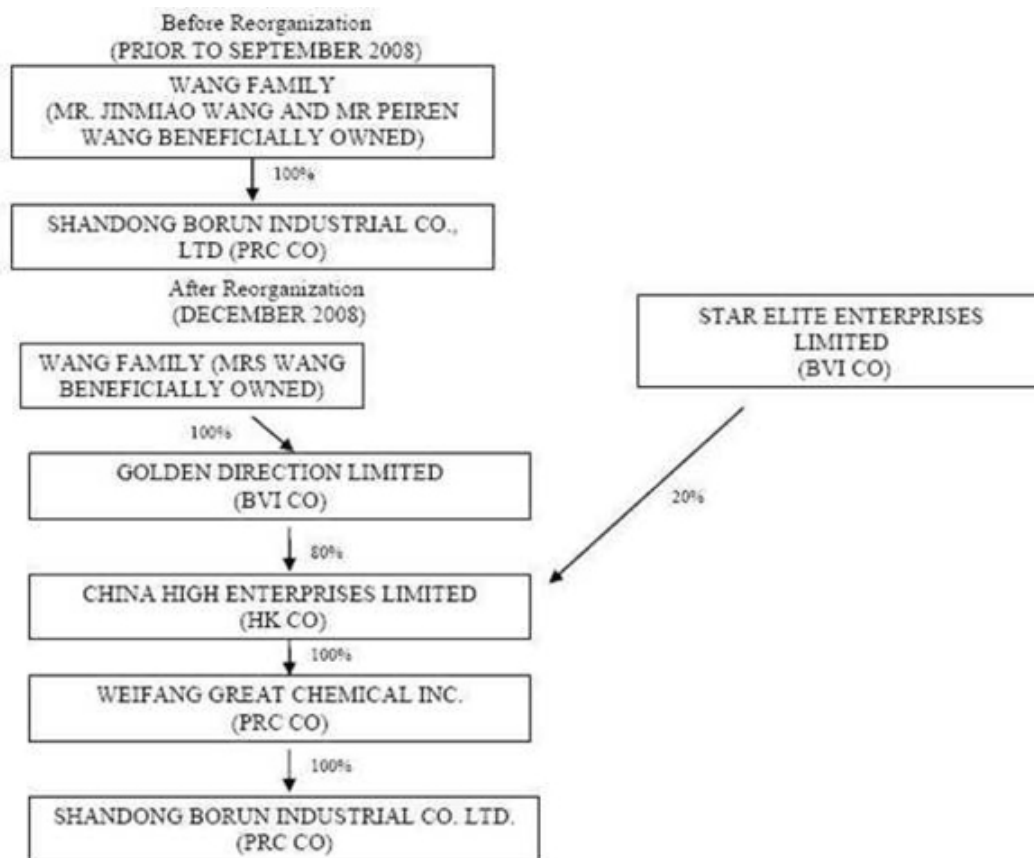 Before Reorganization
(PRIOR TO SEPTEMBER 2008)
WANG FAMILY
(MR. JINMIAO WANG AND MR PEIREN
WANG BENEFICIALLY OWNED)
100%
SHANDONG BORUN INDUSTRIAL CO.,
LTD (PRC CO)
After Reorganization
(DECEMBER 2008)
STAR ELITE ENTERPRISES
LIMITED
(BVI CO)
WANG FAMILY (MRS WANG
BENEFICIALLY OWNED)
100%
GOLDEN DIRECTION LIMITED
(BVI CO)
20%
80%
CHINA HIGH ENTERPRISES LIMITED
(HK CO)
100%
WEIFANG GREAT CHEMICAL INC.
(PRC CO)
100%
SHANDONG BORUN INDUSTRIAL CO. LTD.
(PRC CO)